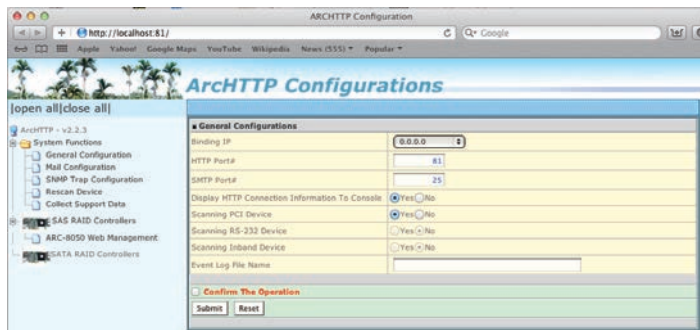 ARCHTTP Configuration
http://localhost:81/
Google
Apple Yahoo! Google Maps YouTube Wikipedia News (555) Popular
ArcHTTP Configurations
|open all|close all|
ArcHTTP - v2.2.3
System Functions
General Configuration
Mail Configuration
SNMP Trap Configuration
Rescan Device
Collect Support Data
SAS RAID Controllers
ARC-8050 Web Management
SATA RAID Controllers
General Configurations
Binding IP 0.0.0.0
HTTP Port# 81
SMTP Port# 25
Display HTTP Connection Information To Console Yes No
Scanning PCI Device Yes No
Scanning RS-232 Device Yes No
Scanning Inband Device Yes No
Event Log File Name
Confirm The Operation
Submit Reset